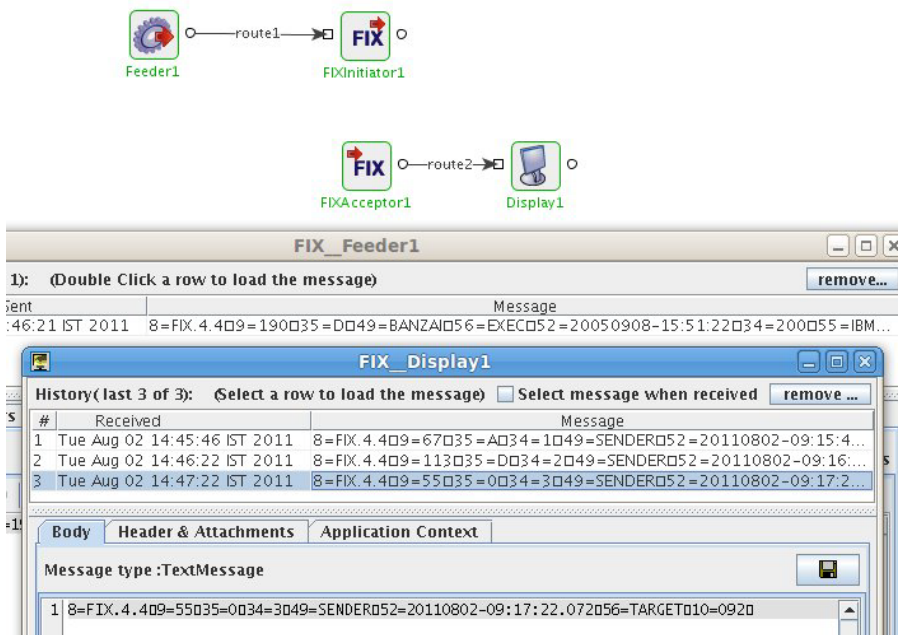 route1
FIX
Feeder1
FIXInitiator1
FIX
route2
FIXAcceptor1
Display1
FIX__Feeder1
1): (Double Click a row to load the message) remove...
Sent Message
:46:21 IST 2011 8=FIX.4.4□9=190□35=D□49=BANZAI□56=EXEC□52=20050908-15:51:22□34=200□55=IBM...
FIX__Display1
History( last 3 of 3): (Select a row to load the message) Select message when received remove ...
# Received Message
1 Tue Aug 02 14:45:46 IST 2011 8=FIX.4.4□9=67□35=A□34=1□49=SENDER□52=20110802-09:15:4...
2 Tue Aug 02 14:46:22 IST 2011 8=FIX.4.4□9=113□35=D□34=2□49=SENDER□52=20110802-09:16:...
3 Tue Aug 02 14:47:22 IST 2011 8=FIX.4.4□9=55□35=0□34=3□49=SENDER□52=20110802-09:17:2...
Body Header & Attachments Application Context
Message type :TextMessage
1 8=FIX.4.4□9=55□35=0□34=3□49=SENDER□52=20110802-09:17:22.072□56=TARGET□10=092□